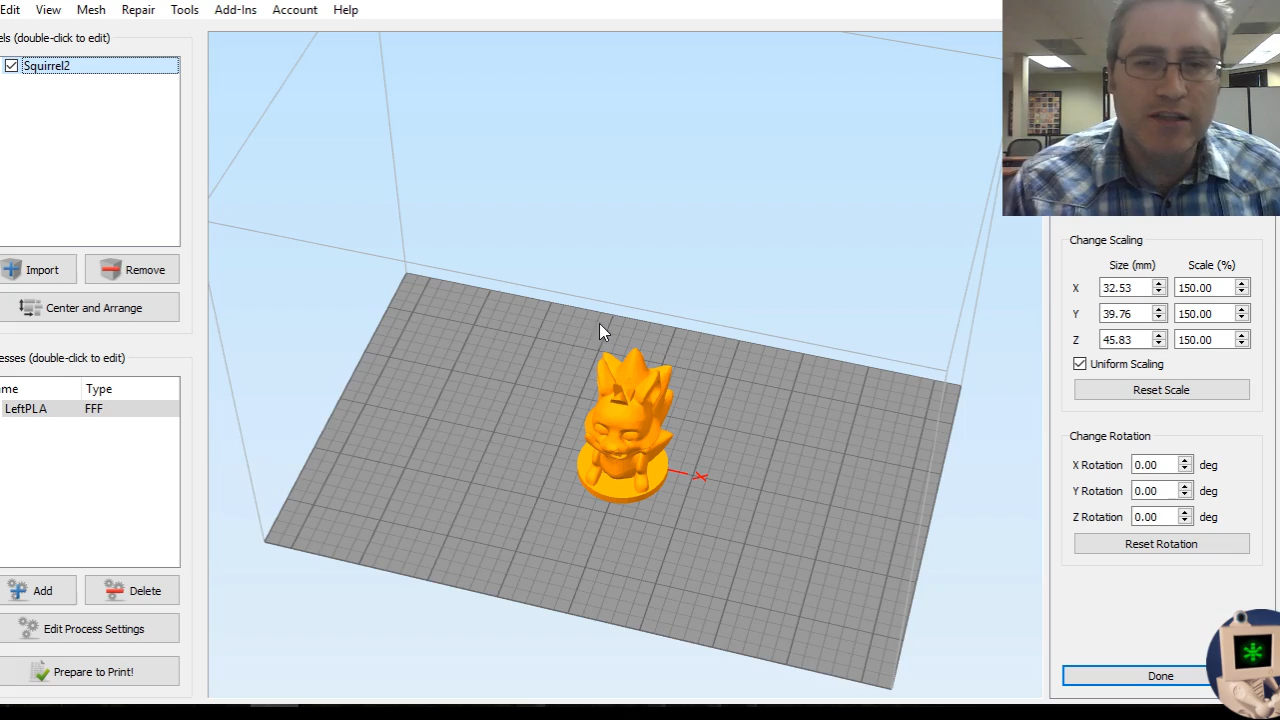 Edit View Mesh Repair Tools Add-Ins Account Help
els (double-click to edit)
Squirrel2
Import Remove
Center and Arrange
esses (double-click to edit)
me Type
LeftPLA FFF
Add Delete
Edit Process Settings
Prepare to Print!
X
Change Scaling
Size (mm) Scale (%)
X 32.53 150.00
Y 39.76 150.00
Z 45.83 150.00
Uniform Scaling
Reset Scale
Change Rotation
X Rotation 0.00 deg
Y Rotation 0.00 deg
Z Rotation 0.00 deg
Reset Rotation
Done